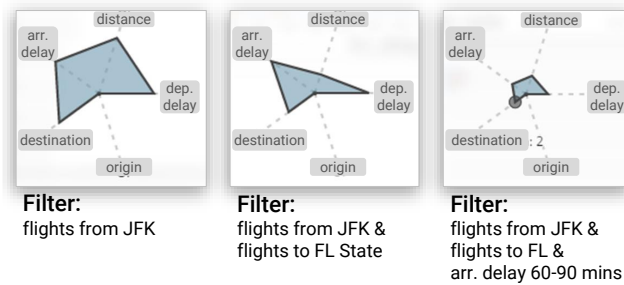 distance
arr.
delay
dep.
delay
destination
origin
Filter:
flights from JFK
distance
arr.
delay
dep.
delay
destination
origin
Filter:
flights from JFK &
flights to FL State
distance
arr.
delay
dep.
delay
destination : 2
origin
Filter:
flights from JFK &
flights to FL &
arr. delay 60-90 mins